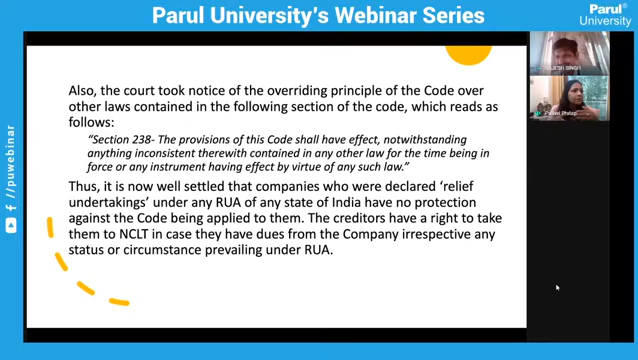 Parul University's Webinar Series
Parul®
University
Also, the court took notice of the overriding principle of the Code over
other laws contained in the following section of the code, which reads as
follows:
“Section 238- The provisions of this Code shall have effect, notwithstanding
anything inconsistent therewith contained in any other law for the time being in
force or any instrument having effect by virtue of any such law.”
Thus, it is now well settled that companies who were declared ‘relief
undertakings’ under any RUA of any state of India have no protection
against the Code being applied to them. The creditors have a right to take
them to NCLT in case they have dues from the Company irrespective any
status or circumstance prevailing under RUA.
SINGH
Pratap
/puwebinar